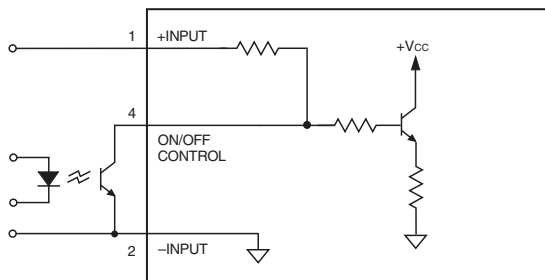 1 +INPUT
+VCC
4
ON/OFF
CONTROL
2 –INPUT